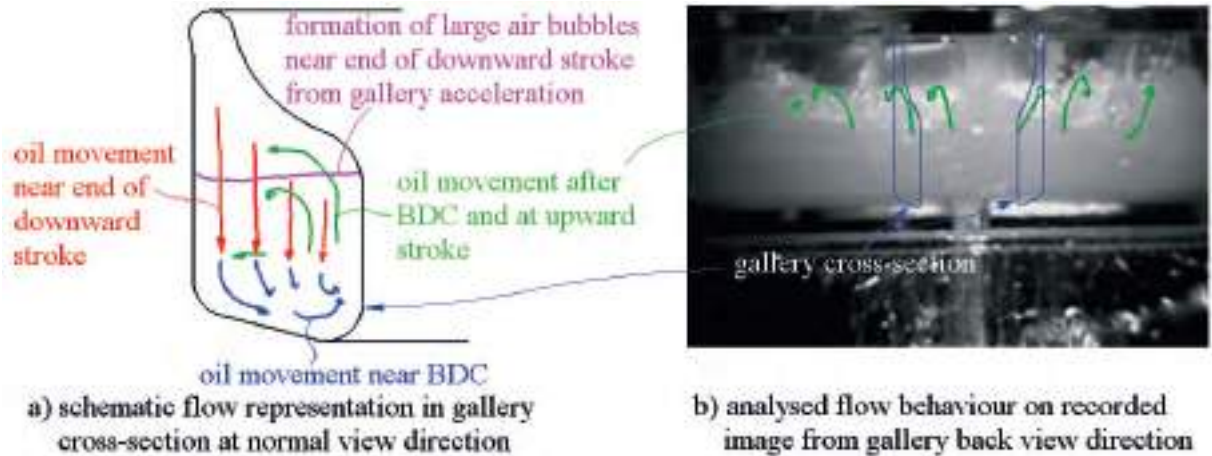 formation of large air bubbles
near end of downward stroke
from gallery acceleration
oil movement
near end of
downward
stroke
oil movement after
BDC and at upward
stroke
gallery cross-section
oil movement near BDC
a) schematic flow representation in gallery
cross-section at normal view direction
b) analysed flow behaviour on recorded
image from gallery back view direction